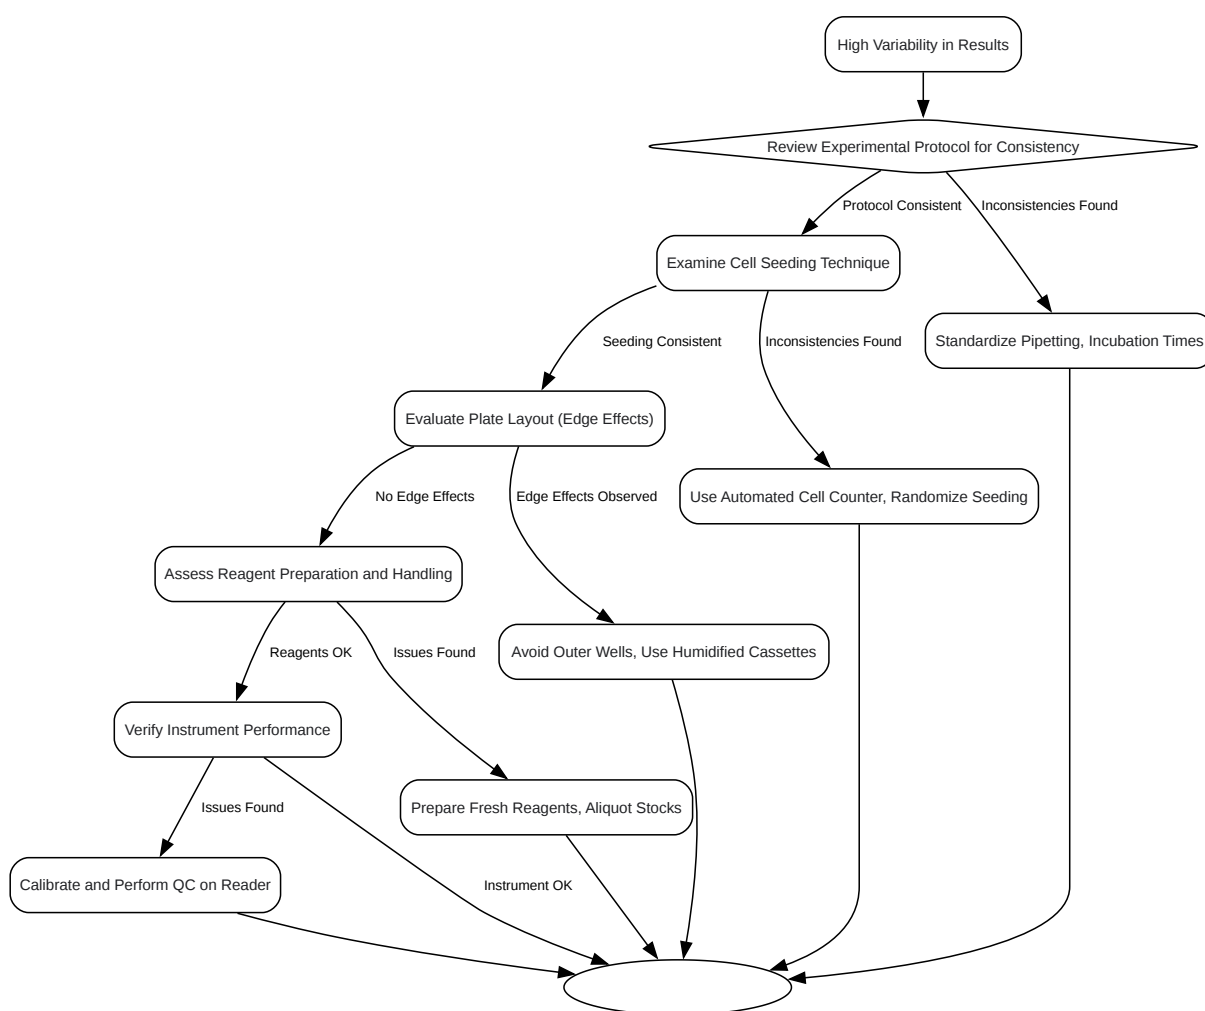 High Variability in Results
Review Experimental Protocol for Consistency
Protocol Consistent
Inconsistencies Found
Examine Cell Seeding Technique
Seeding Consistent
Inconsistencies Found
Standardize Pipetting, Incubation Times
Evaluate Plate Layout (Edge Effects)
No Edge Effects
Edge Effects Observed
Use Automated Cell Counter, Randomize Seeding
Assess Reagent Preparation and Handling
Reagents OK
Issues Found
Avoid Outer Wells, Use Humidified Cassettes
Verify Instrument Performance
Issues Found
Prepare Fresh Reagents, Aliquot Stocks
Calibrate and Perform QC on Reader
Instrument OK